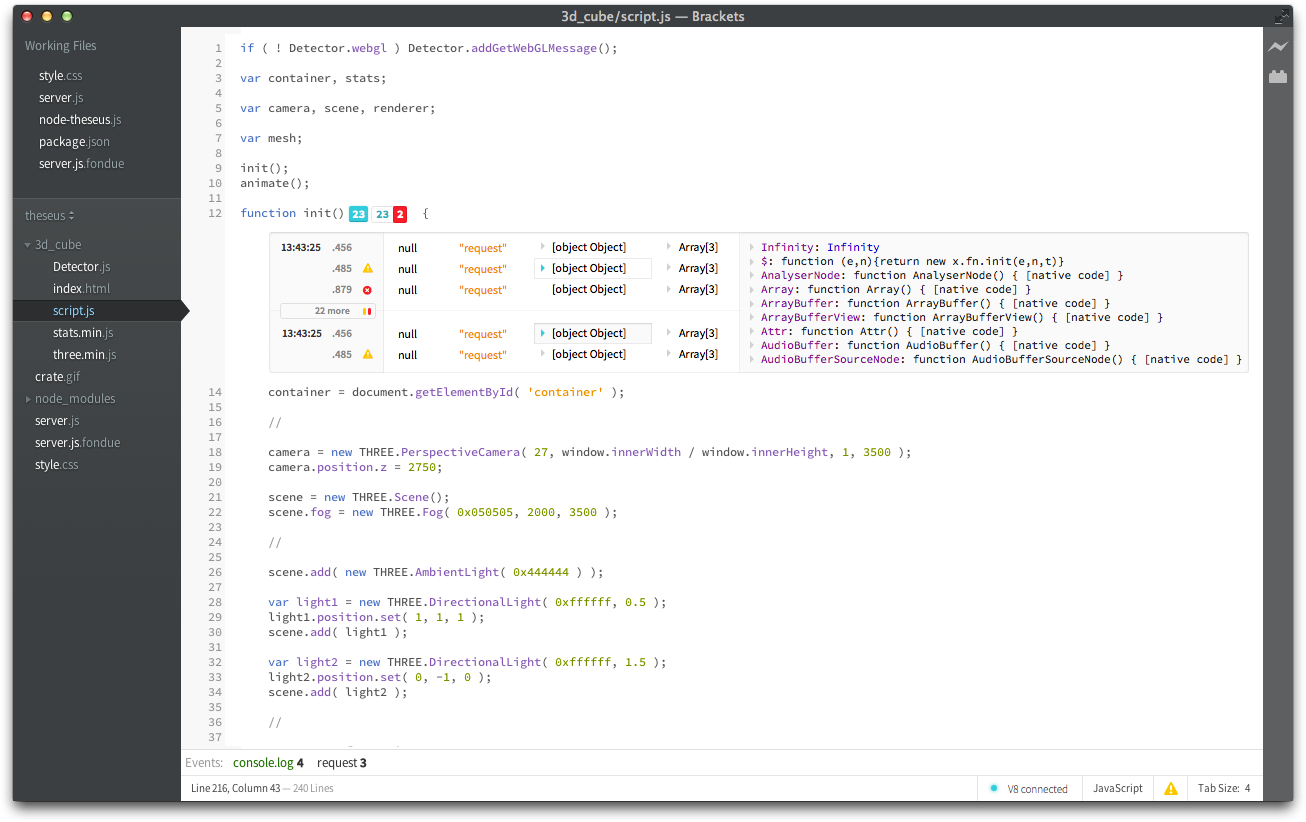 3d_cube/script.js — Brackets
Working Files
style.css
server.js
node-theseus.js
package.json
server.js.fondue
theseus
3d_cube
Detector.js
index.html
script.js
stats.min.js
three.min.js
crate.gif
node_modules
server.js
server.js.fondue
style.css
1 if ( ! Detector.webgl ) Detector.addGetWebGLMessage();
2
3 var container, stats;
4
5 var camera, scene, renderer;
6
7 var mesh;
8
9 init();
10 animate();
11
12 function init() 23 23 2 {
13:43:25 .456 null "request" [object Object] Array[3]
.485 null "request" [object Object] Array[3]
.879 null "request" [object Object] Array[3]
22 more
13:43:25 .456 null "request" [object Object] Array[3]
.485 null "request" [object Object] Array[3]
Infinity: Infinity
$: function (e,n){return new x.fn.init(e,n,t)}
AnalyserNode: function AnalyserNode() { [native code] }
Array: function Array() { [native code] }
ArrayBuffer: function ArrayBuffer() { [native code] }
ArrayBufferView: function ArrayBufferView() { [native code] }
Attr: function Attr() { [native code] }
AudioBuffer: function AudioBuffer() { [native code] }
AudioBufferSourceNode: function AudioBufferSourceNode() { [native code] }
14 container = document.getElementById( 'container' );
15
16 //
17
18 camera = new THREE.PerspectiveCamera( 27, window.innerWidth / window.innerHeight, 1, 3500 );
19 camera.position.z = 2750;
20
21 scene = new THREE.Scene();
22 scene.fog = new THREE.Fog( 0x050505, 2000, 3500 );
23
24 //
25
26 scene.add( new THREE.AmbientLight( 0x444444 ) );
27
28 var light1 = new THREE.DirectionalLight( 0xffffff, 0.5 );
29 light1.position.set( 1, 1, 1 );
30 scene.add( light1 );
31
32 var light2 = new THREE.DirectionalLight( 0xffffff, 1.5 );
33 light2.position.set( 0, -1, 0 );
34 scene.add( light2 );
35
36 //
37
Events: console.log 4 request 3
Line 216, Column 43 — 240 Lines
V8 connected
JavaScript
Tab Size: 4